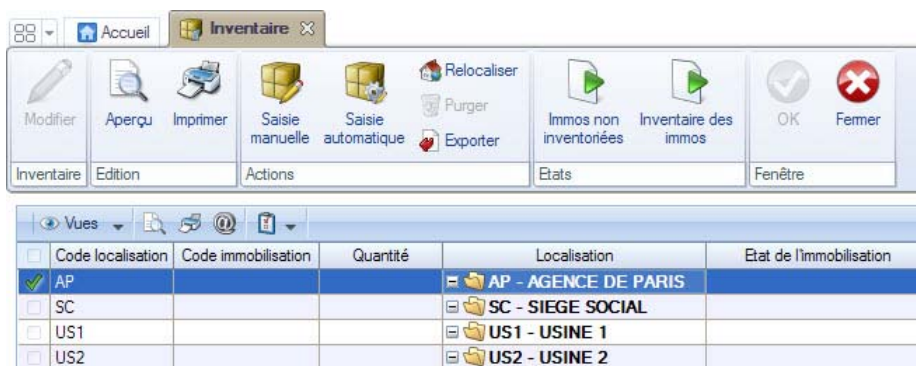 Accueil Inventaire
Modifier Aperçu Imprimer Saisie manuelle Saisie automatique Relocaliser Purger Exporter Immos non inventoriées Inventaire des immos OK Fermer
Inventaire Edition Actions Etats Fenêtre
Vues
Code localisation Code immobilisation Quantité Localisation Etat de l'immobilisation
AP AP - AGENCE DE PARIS
SC SC - SIEGE SOCIAL
US1 US1 - USINE 1
US2 US2 - USINE 2